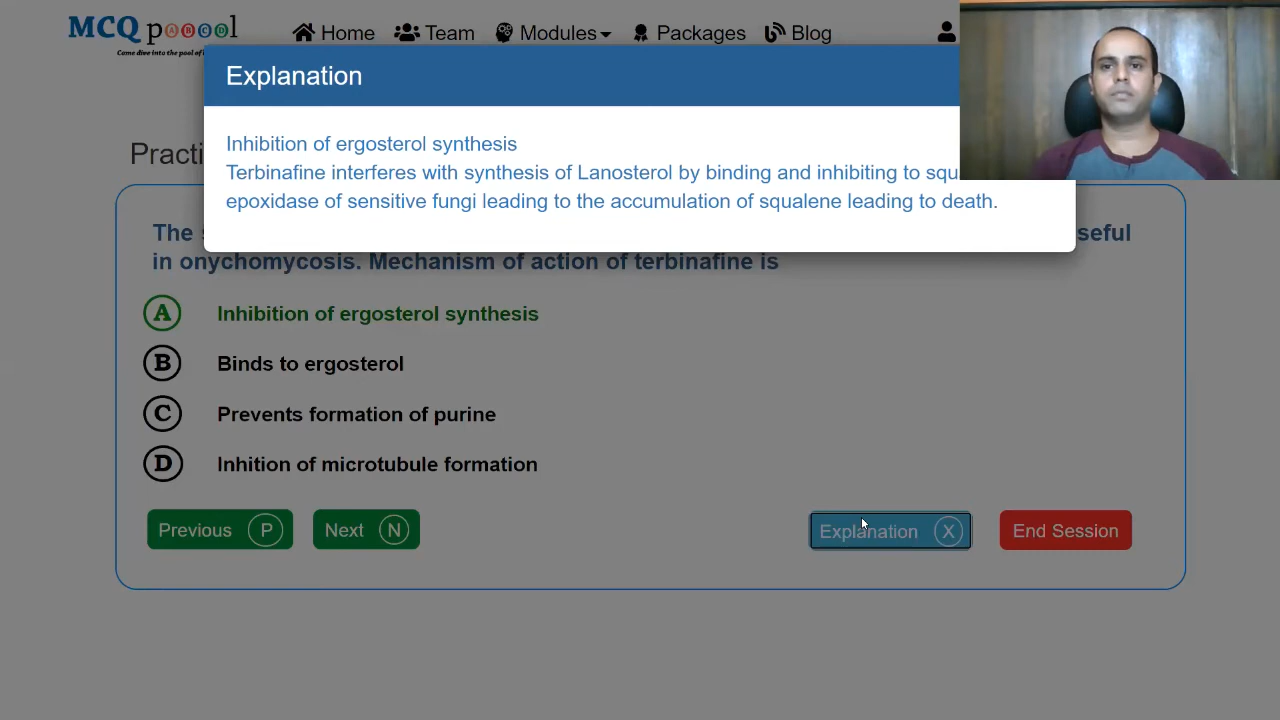 MCQ pooool
A B C D
Came dive into the pool of
Home Team Modules Packages Blog
Explanation
Inhibition of ergosterol synthesis
Practi
Terbinafine interferes with synthesis of Lanosterol by binding and inhibiting to squ
epoxidase of sensitive fungi leading to the accumulation of squalene leading to death.
The seful
in onychomycosis. Mechanism of action of terbinafine is
A Inhibition of ergosterol synthesis
B Binds to ergosterol
C Prevents formation of purine
D Inhition of microtubule formation
Previous P Next N Explanation X End Session